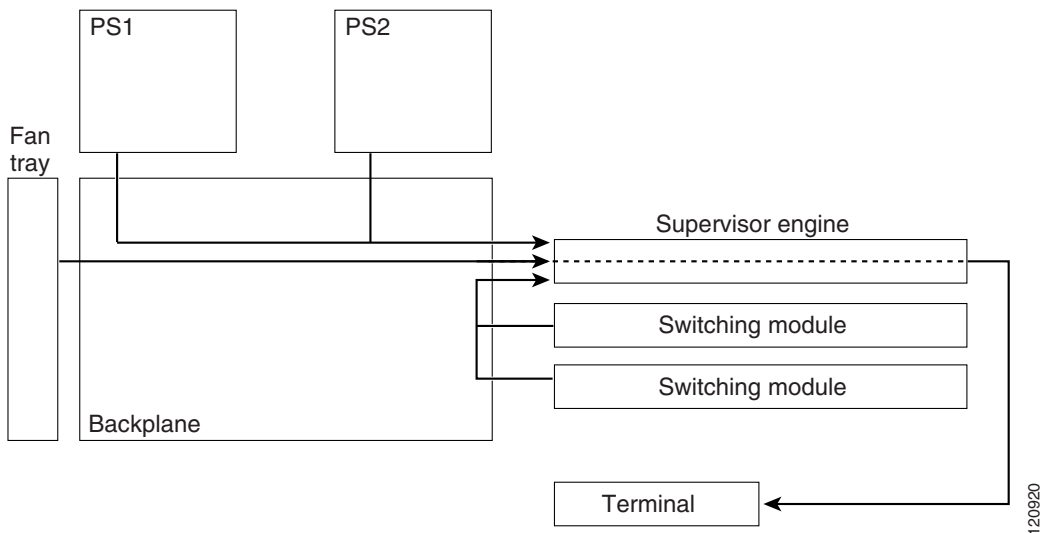 PS1
PS2
Fan
tray
Supervisor engine
Switching module
Switching module
Backplane
Terminal
120920